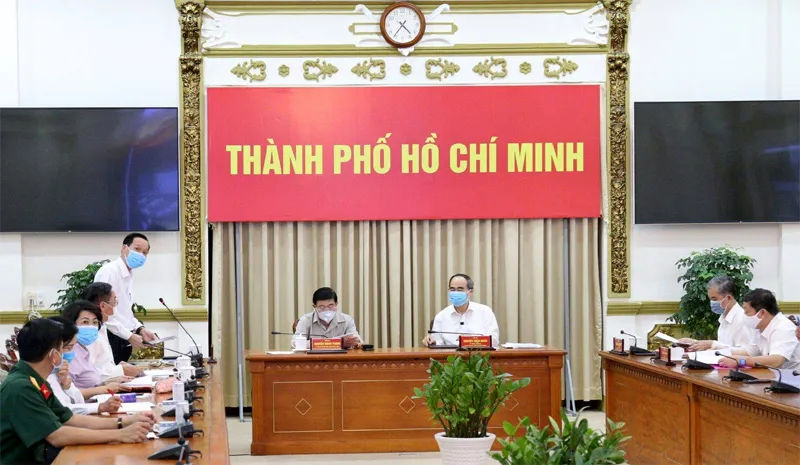 THÀNH PHỐ HỒ CHÍ MINH